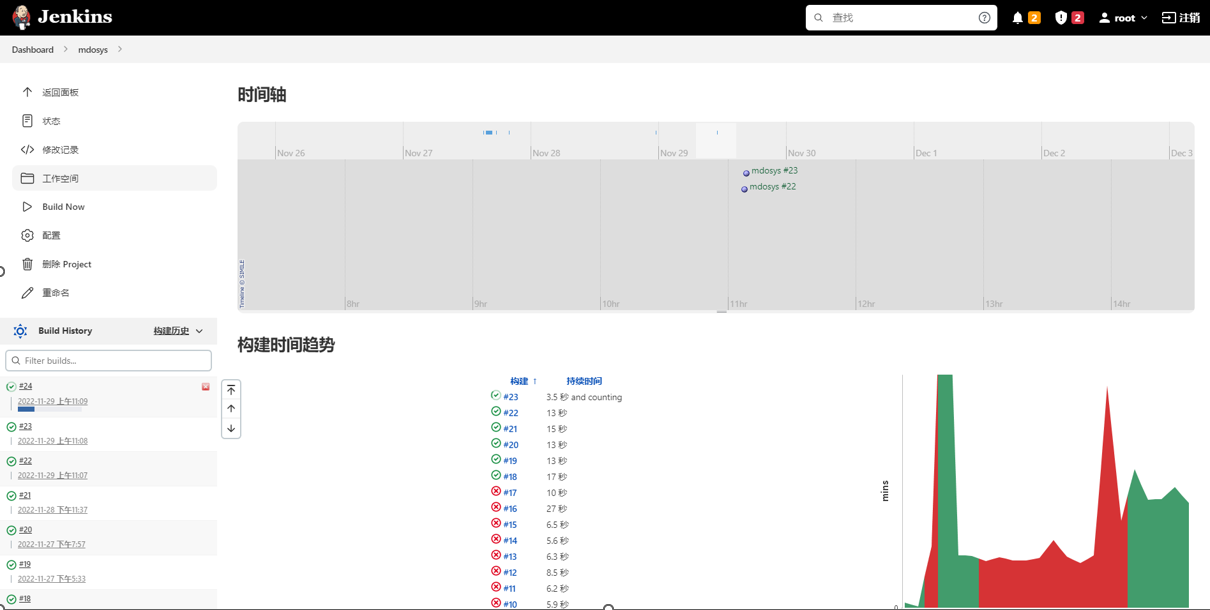 Jenkins
查找
2
2
root
注销
Dashboard
mdosys
返回面板
状态
修改记录
工作空间
Build Now
配置
删除 Project
重命名
Build History
构建历史
Filter builds...
#24
2022-11-29 上午11:09
#23
2022-11-29 上午11:08
#22
2022-11-29 上午11:07
#21
2022-11-28 下午11:37
#20
2022-11-27 下午7:57
#19
2022-11-27 下午5:33
#18
时间轴
Nov 26
Nov 27
Nov 28
Nov 29
Nov 30
Dec 1
Dec 2
Dec 3
mdosys #23
mdosys #22
Timeline © SIMILE
8hr
9hr
10hr
11hr
12hr
13hr
14hr
构建时间趋势
构建 ↑ 持续时间
#23 3.5 秒 and counting
#22 13 秒
#21 15 秒
#20 13 秒
#19 13 秒
#18 17 秒
#17 10 秒
#16 27 秒
#15 6.5 秒
#14 5.6 秒
#13 6.3 秒
#12 8.5 秒
#11 6.2 秒
#10 5.9 秒
mins
0